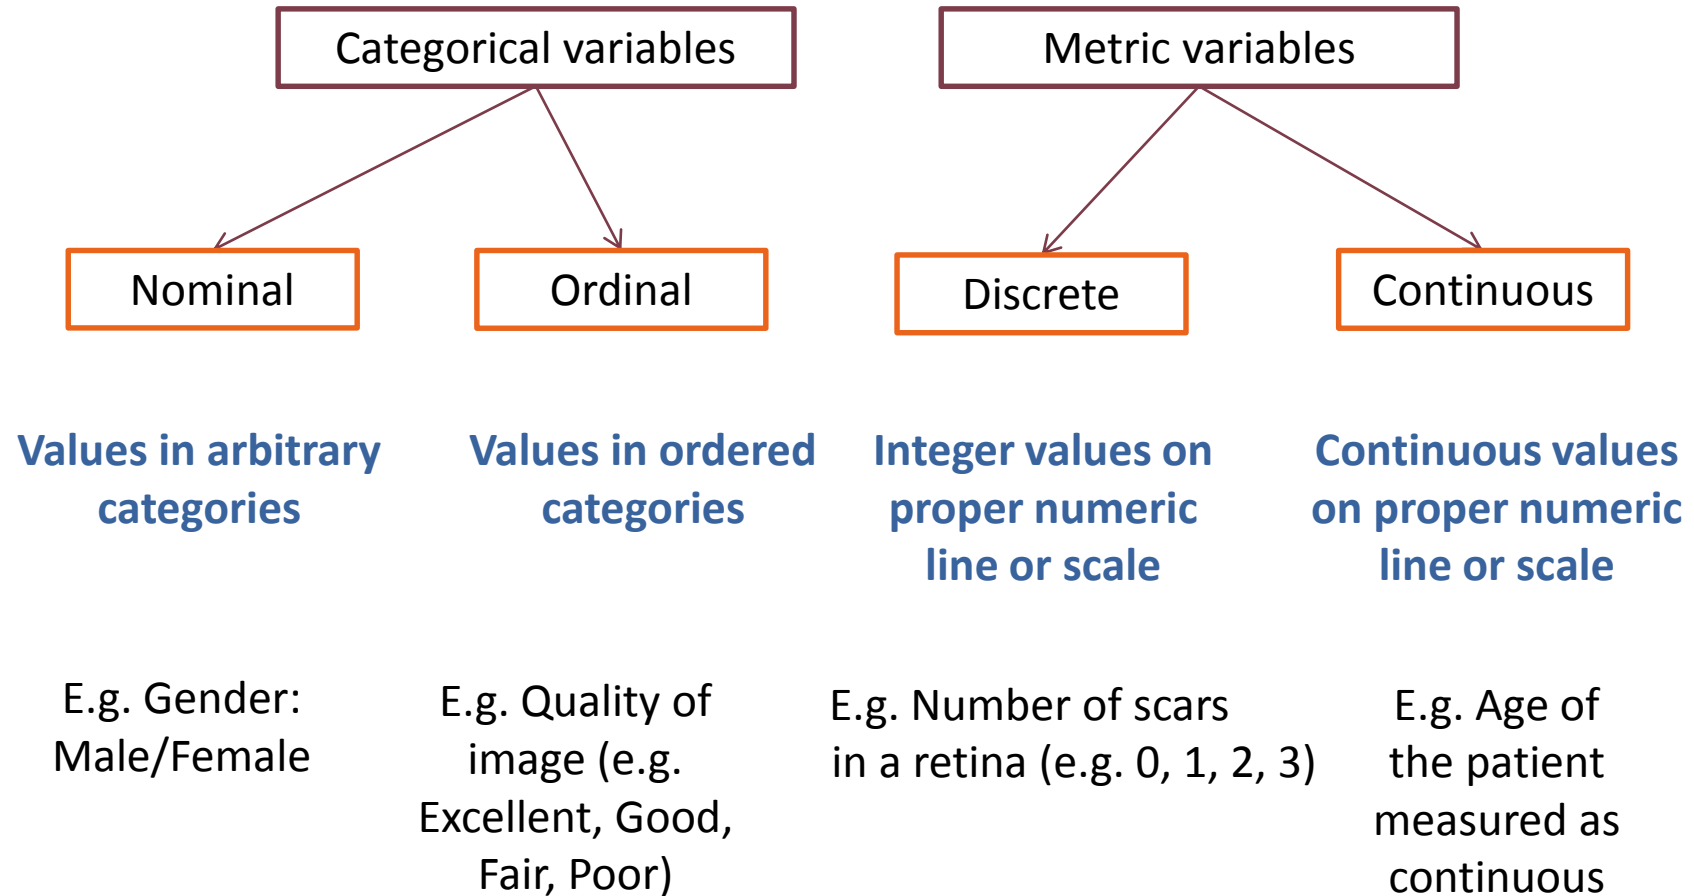 Categorical variables
Metric variables
Nominal
Ordinal
Discrete
Continuous
Values in arbitrary
categories
Values in ordered
categories
Integer values on
proper numeric
line or scale
Continuous values
on proper numeric
line or scale
E.g. Gender:
Male/Female
E.g. Quality of
image (e.g.
Excellent, Good,
Fair, Poor)
E.g. Number of scars
in a retina (e.g. 0, 1, 2, 3)
E.g. Age of
the patient
measured as
continuous